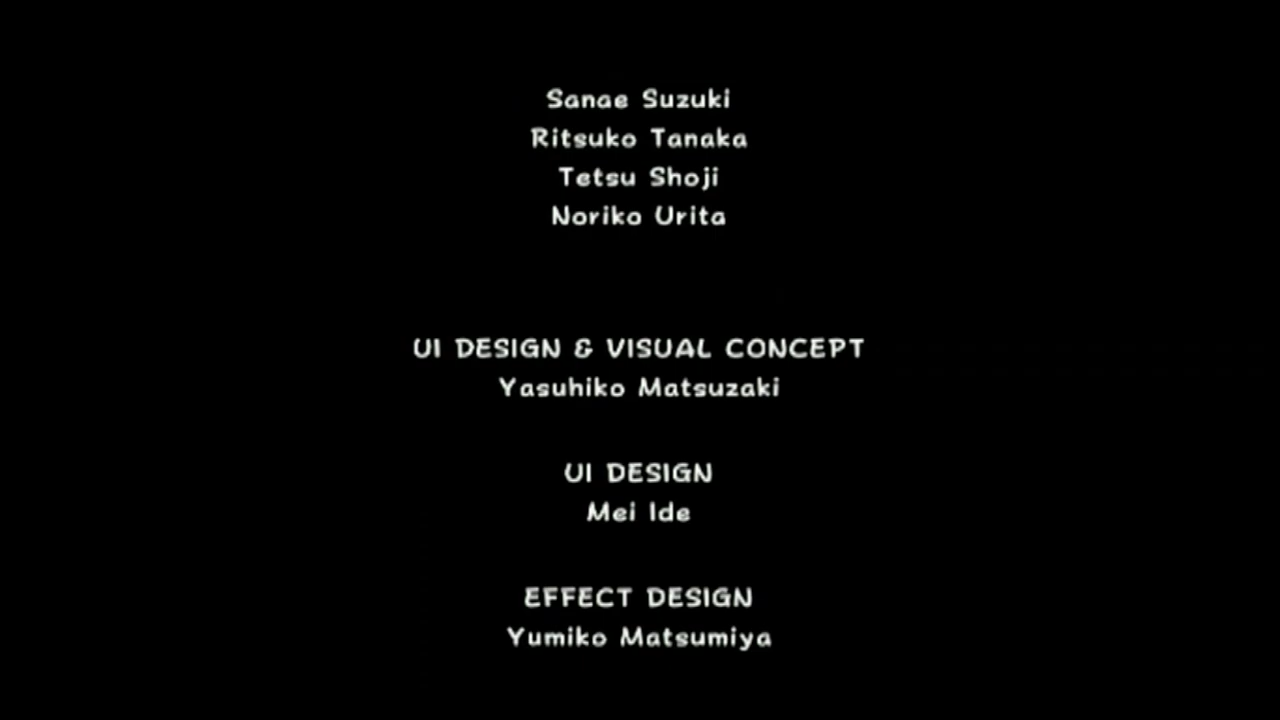 Sanae Suzuki
Ritsuko Tanaka
Tetsu Shoji
Noriko Urita
UI DESIGN & VISUAL CONCEPT
Yasuhiko Matsuzaki
UI DESIGN
Mei Ide
EFFECT DESIGN
Yumiko Matsumiya